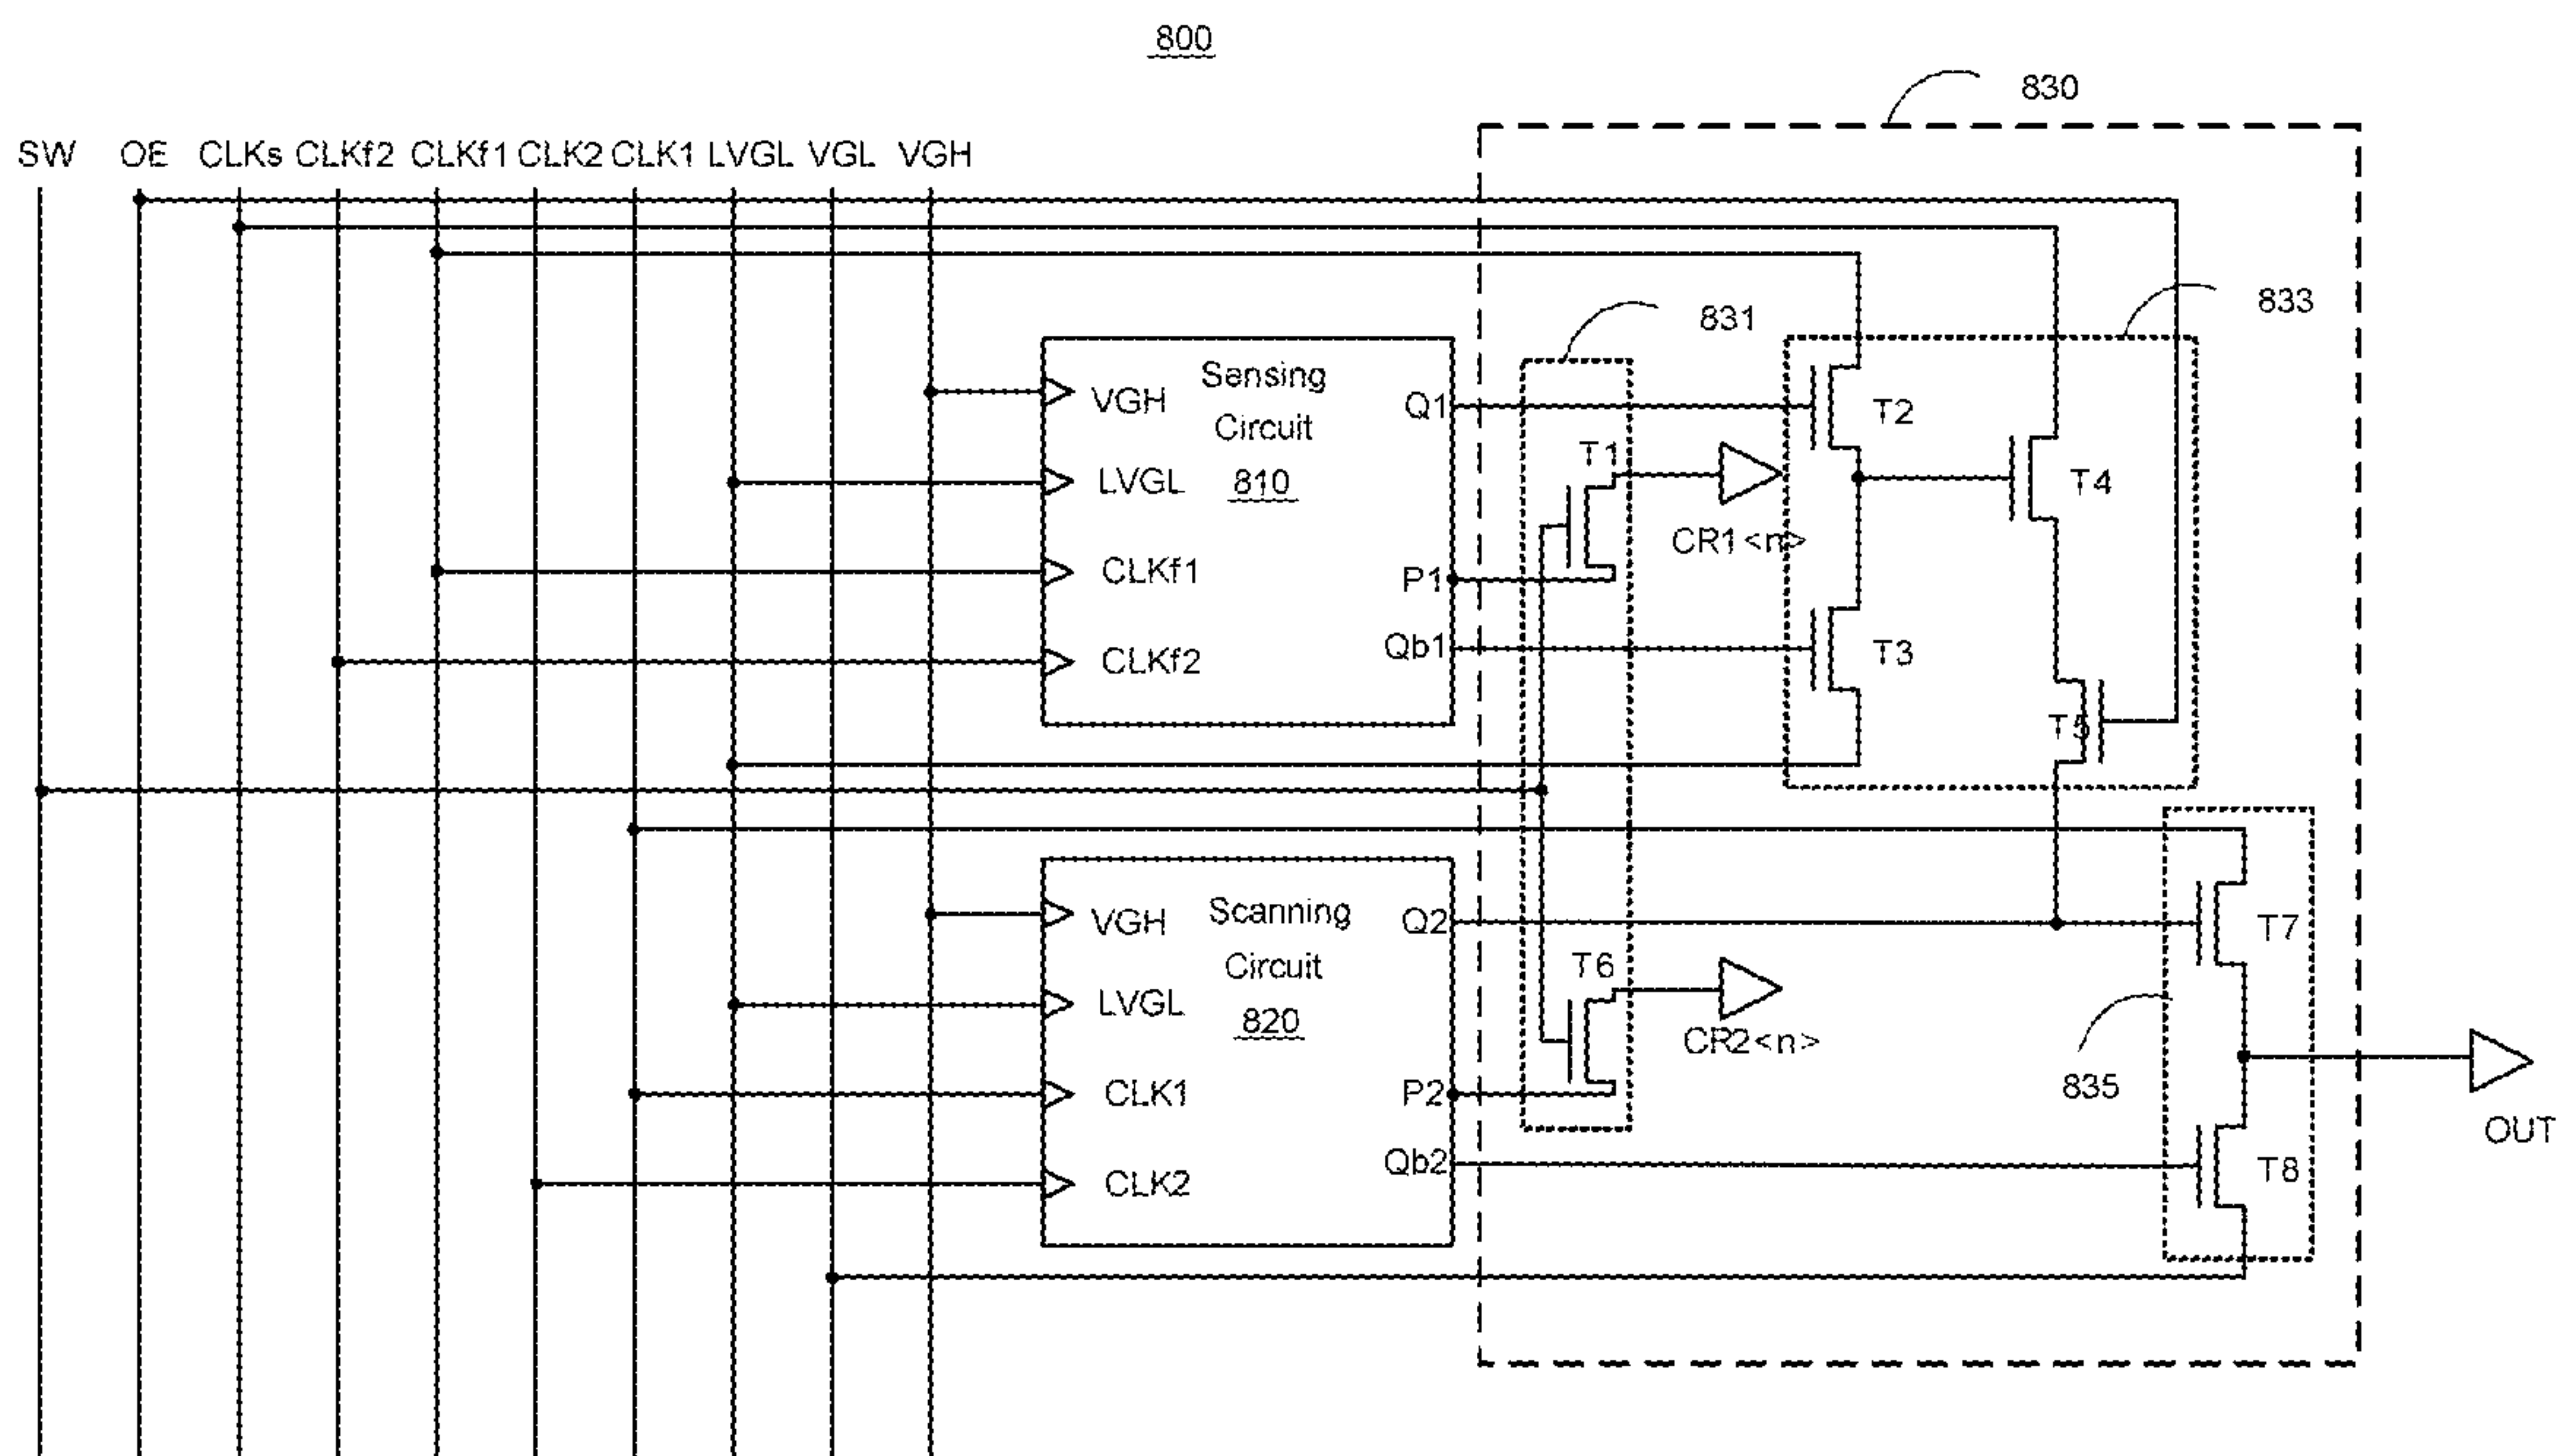 800
830
SW OE CLKs CLKf2 CLKf1 CLK2 CLK1 LVGL VGL VGH
833
831
Sensing
Circuit
810
VGH
LVGL
CLKf1
CLKf2
Q1
P1
Qb1
T1
CR1<n>
T2
T3
T4
T5
Scanning
Circuit
820
VGH
LVGL
CLK1
CLK2
Q2
P2
Qb2
T6
CR2<n>
T7
835
T8
OUT